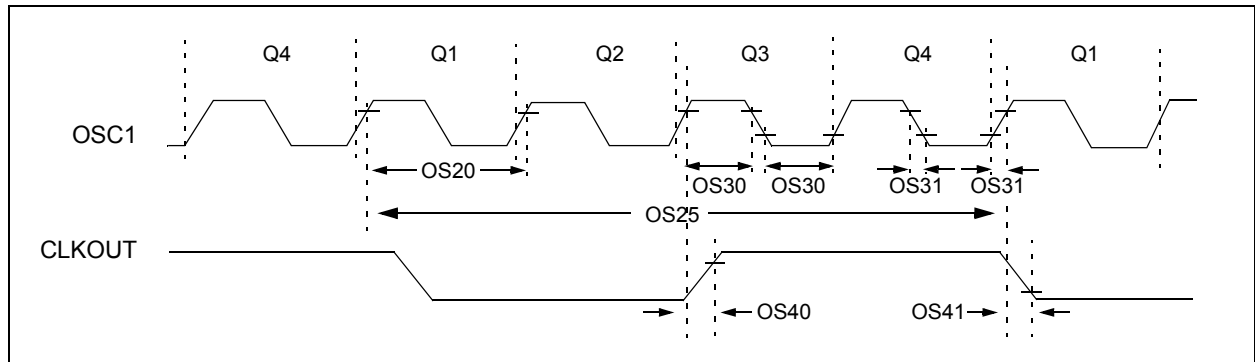 Q4 Q1 Q2 Q3 Q4 Q1
OSC1
OS20
OS30 OS30 OS31 OS31
OS25
CLKOUT
OS40 OS41